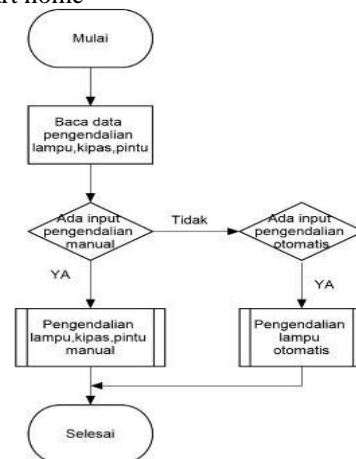 Mulai
Baca data
pengendalian
lampu,kipas,pintu
Ada input
pengendalian
manual
Tidak
Ada input
pengendalian
otomatis
YA
YA
Pengendalian
lampu,kipas,pintu
manual
Pengendalian
lampu
otomatis
Selesai